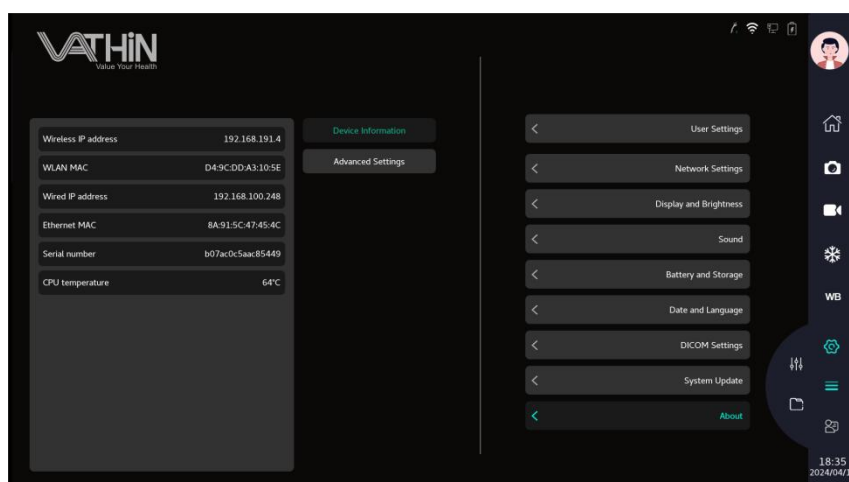 VATHiN
Value Your Health
Wireless IP address 192.168.191.4
WLAN MAC D4:9C:DD:A3:10:5E
Wired IP address 192.168.100.248
Ethernet MAC 8A:91:5C:47:45:4C
Serial number b07ac0c5aac85449
CPU temperature 64°C
Device Information
Advanced Settings
User Settings
Network Settings
Display and Brightness
Sound
Battery and Storage
Date and Language
DICOM Settings
System Update
About
WB
18:35
2024/04/1